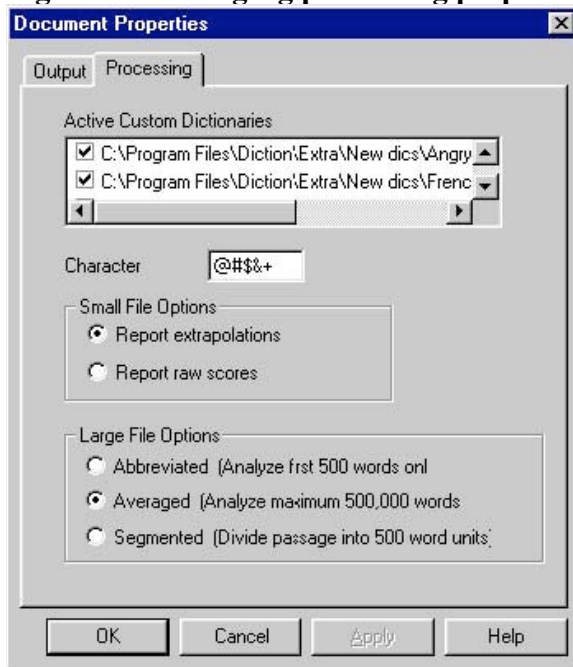 Document Properties
Output Processing
Active Custom Dictionaries
C:\Program Files\Diction\Extra\New dics\Angry
C:\Program Files\Diction\Extra\New dics\Frenc
Character @#$&+
Small File Options
Report extrapolations
Report raw scores
Large File Options
Abbreviated (Analyze frst 500 words onl
Averaged (Analyze maximum 500,000 words
Segmented (Divide passage into 500 word units)
OK Cancel Apply Help